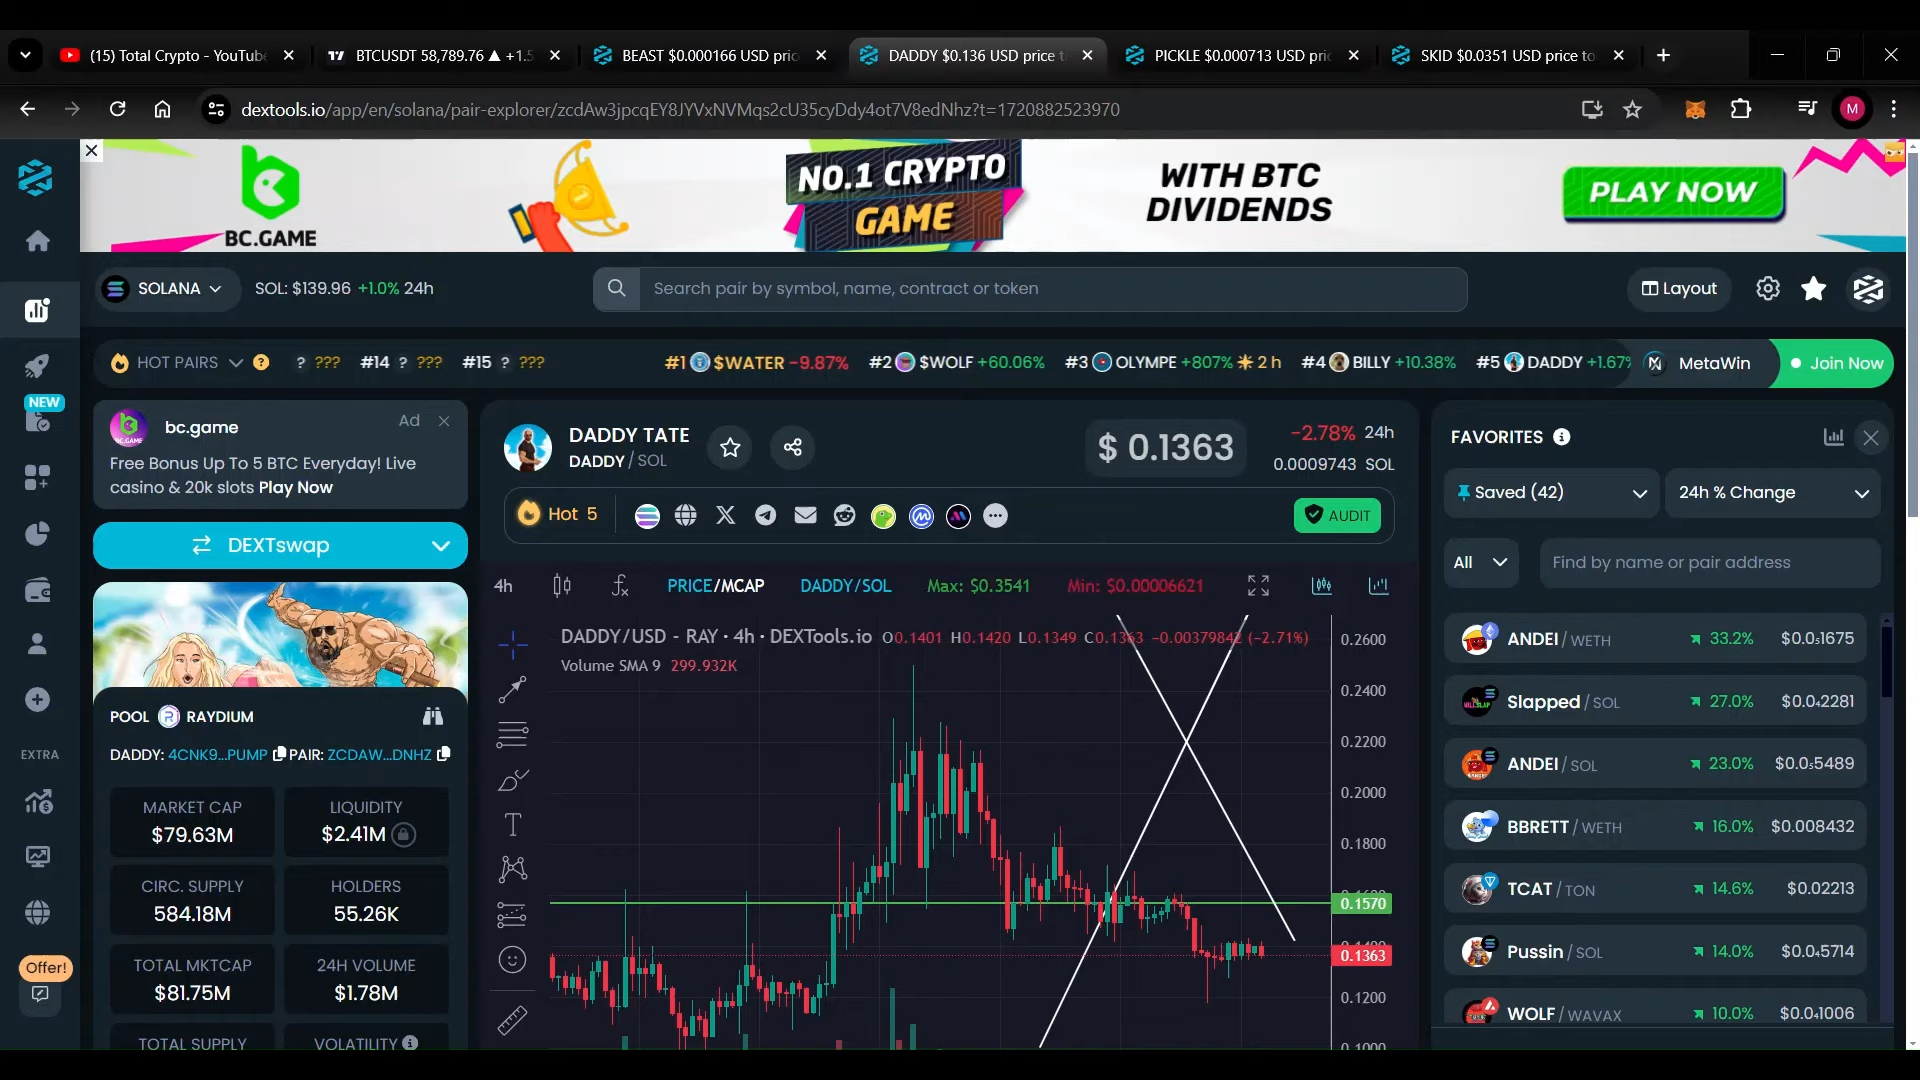 (15) Total Crypto - YouTube
BTCUSDT 58,789.76 ▲ +1.5
BEAST $0.000166 USD pric
DADDY $0.136 USD price t
PICKLE $0.000713 USD pri
SKID $0.0351 USD price to
dextools.io/app/en/solana/pair-explorer/zcdAw3jpcqEY8JYVxNVMqs2cU35cyDdy4ot7V8edNhz?t=1720882523970
M
BC.GAME
NO.1 CRYPTO
GAME
WITH BTC
DIVIDENDS
PLAY NOW
SOLANA
SOL: $139.96 +1.0% 24h
Search pair by symbol, name, contract or token
Layout
HOT PAIRS
? ??? #14 ? ??? #15 ? ???
#1 $WATER -9.87% #2 $WOLF +60.06% #3 OLYMPE +807% 2 h #4 BILLY +10.38% #5 DADDY +1.67%
MetaWin
Join Now
NEW
EXTRA
Offer!
bc.game
Ad
Free Bonus Up To 5 BTC Everyday! Live
casino & 20k slots Play Now
DEXTswap
POOL RAYDIUM
DADDY: 4CNK9...PUMP PAIR: ZCDAW...DNHZ
MARKET CAP
$79.63M
LIQUIDITY
$2.41M
CIRC. SUPPLY
584.18M
HOLDERS
55.26K
TOTAL MKTCAP
$81.75M
24H VOLUME
$1.78M
TOTAL SUPPLY
VOLATILITY
DADDY TATE
DADDY / SOL
$ 0.1363
-2.78% 24h
0.0009743 SOL
Hot 5
AUDIT
4h
PRICE/MCAP
DADDY/SOL
Max: $0.3541
Min: $0.00006621
DADDY/USD - RAY · 4h · DEXTools.io O0.1401 H0.1420 L0.1349 C0.1363 -0.00379842 (-2.71%)
Volume SMA 9 299.932K
0.2600
0.2400
0.2200
0.2000
0.1800
0.1570
0.1363
0.1200
0.1000
FAVORITES
Saved (42)
24h % Change
All
Find by name or pair address
ANDEI / WETH 33.2% $0.0₅1675
Slapped / SOL 27.0% $0.0₄2281
ANDEI / SOL 23.0% $0.0₅5489
BBRETT / WETH 16.0% $0.008432
TCAT / TON 14.6% $0.02213
Pussin / SOL 14.0% $0.0₄5714
WOLF / WAVAX 10.0% $0.0₄1006